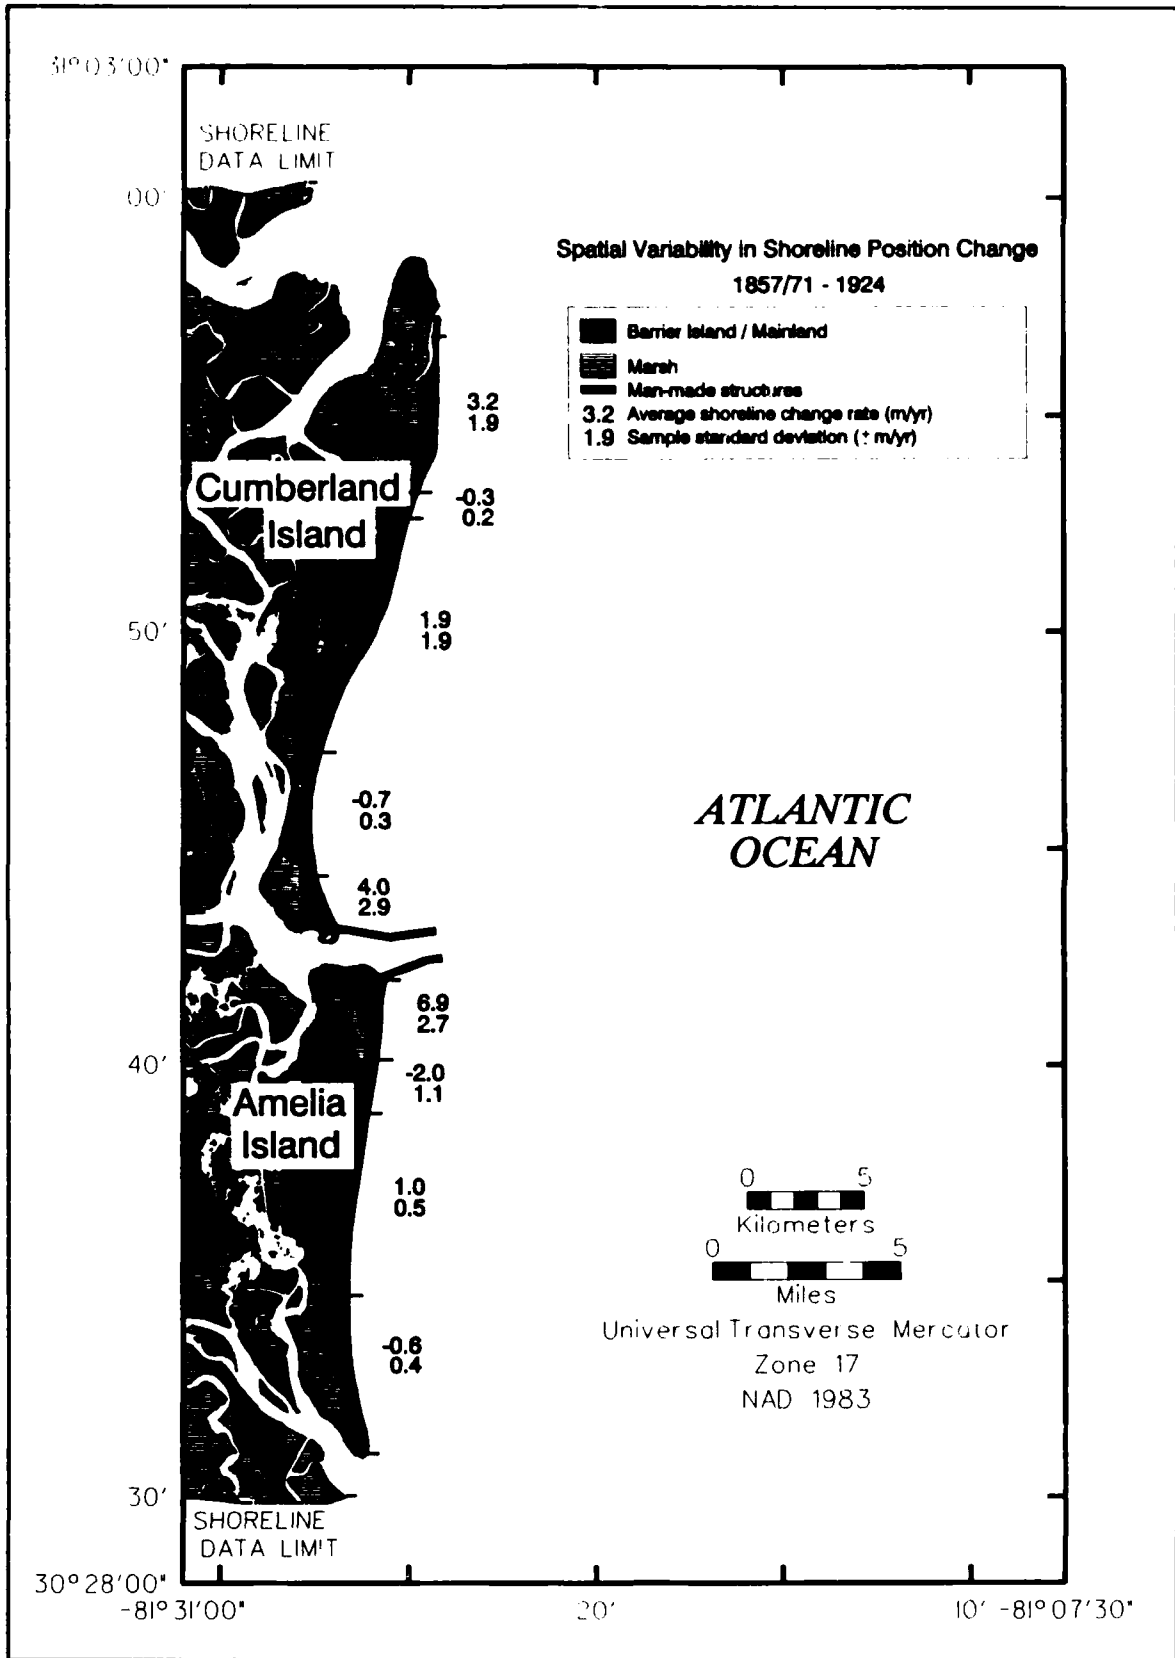 31°03'00"
SHORELINE
DATA LIMIT
00'
Spatial Variability in Shoreline Position Change
1857/71 - 1924
Barrier Island / Mainland
Marsh
Man-made structures
3.2 Average shoreline change rate (m/yr)
1.9 Sample standard deviation (± m/yr)
3.2
1.9
Cumberland
Island
-0.3
0.2
1.9
1.9
50'
-0.7
0.3
ATLANTIC
OCEAN
4.0
2.9
6.9
2.7
40'
-2.0
1.1
Amelia
Island
1.0
0.5
0 5
Kilometers
0 5
Miles
Universal Transverse Mercator
Zone 17
NAD 1983
-0.6
0.4
30'
SHORELINE
DATA LIMIT
30°28'00"
-81°31'00" 20' 10' -81°07'30"